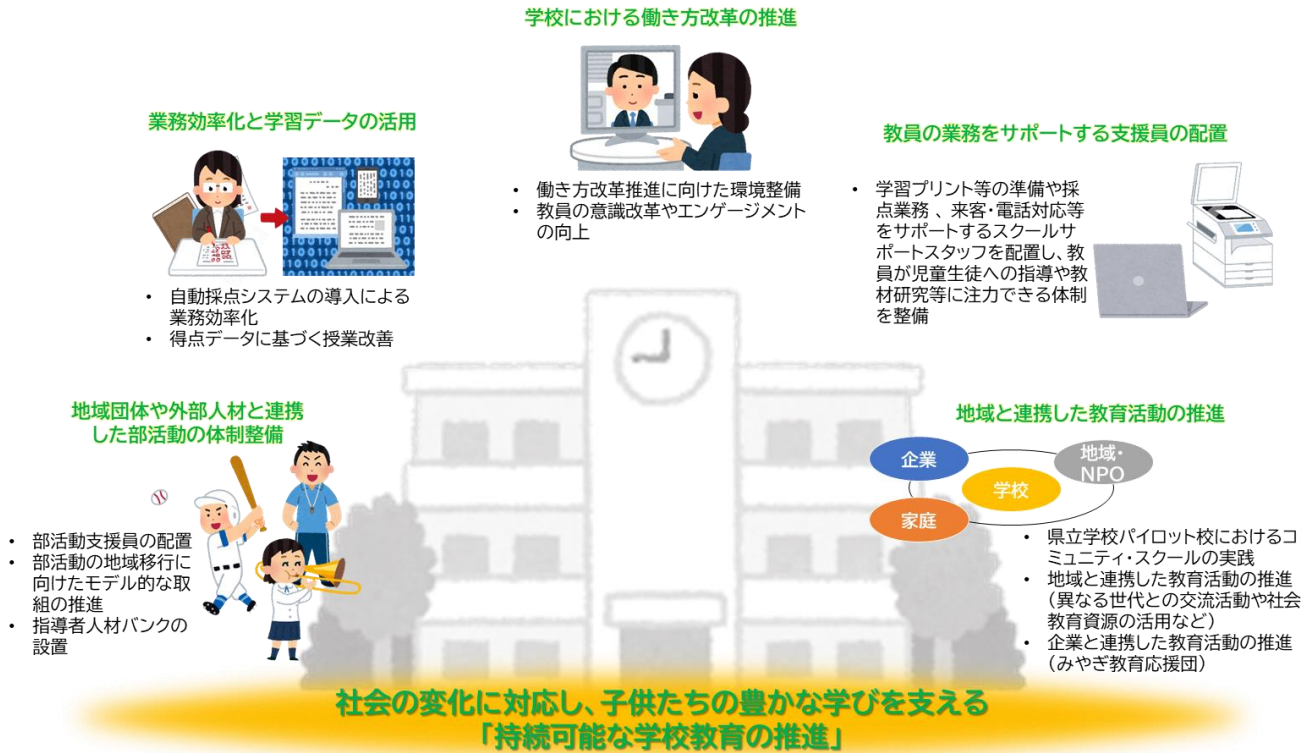 学校における働き方改革の推進
・ 働き方改革推進に向けた環境整備
・ 教員の意識改革やエンゲージメント
の向上
業務効率化と学習データの活用
・ 自動採点システムの導入による
業務効率化
・ 得点データに基づく授業改善
教員の業務をサポートする支援員の配置
・ 学習プリント等の準備や採
点業務 、来客・電話対応等
をサポートするスクールサ
ポートスタッフを配置し、教
員が児童生徒への指導や教
材研究等に注力できる体制
を整備
地域団体や外部人材と連携
した部活動の体制整備
・ 部活動支援員の配置
・ 部活動の地域移行に
向けたモデル的な取
組の推進
・ 指導者人材バンクの
設置
地域と連携した教育活動の推進
企業
地域・
NPO
学校
家庭
・ 県立学校パイロット校におけるコ
ミュニティ・スクールの実践
・ 地域と連携した教育活動の推進
（異なる世代との交流活動や社会
教育資源の活用など）
・ 企業と連携した教育活動の推進
（みやぎ教育応援団）
社会の変化に対応し、子供たちの豊かな学びを支える
「持続可能な学校教育の推進」